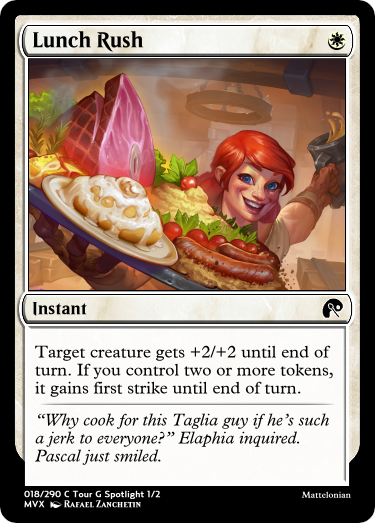 Lunch Rush
Instant
Target creature gets +2/+2 until end of
turn. If you control two or more tokens,
it gains first strike until end of turn.
“Why cook for this Taglia guy if he’s such
a jerk to everyone?” Elaphia inquired.
Pascal just smiled.
018/290 C Tour G Spotlight 1/2
MVX Rafael Zanchetin
Mattelonian